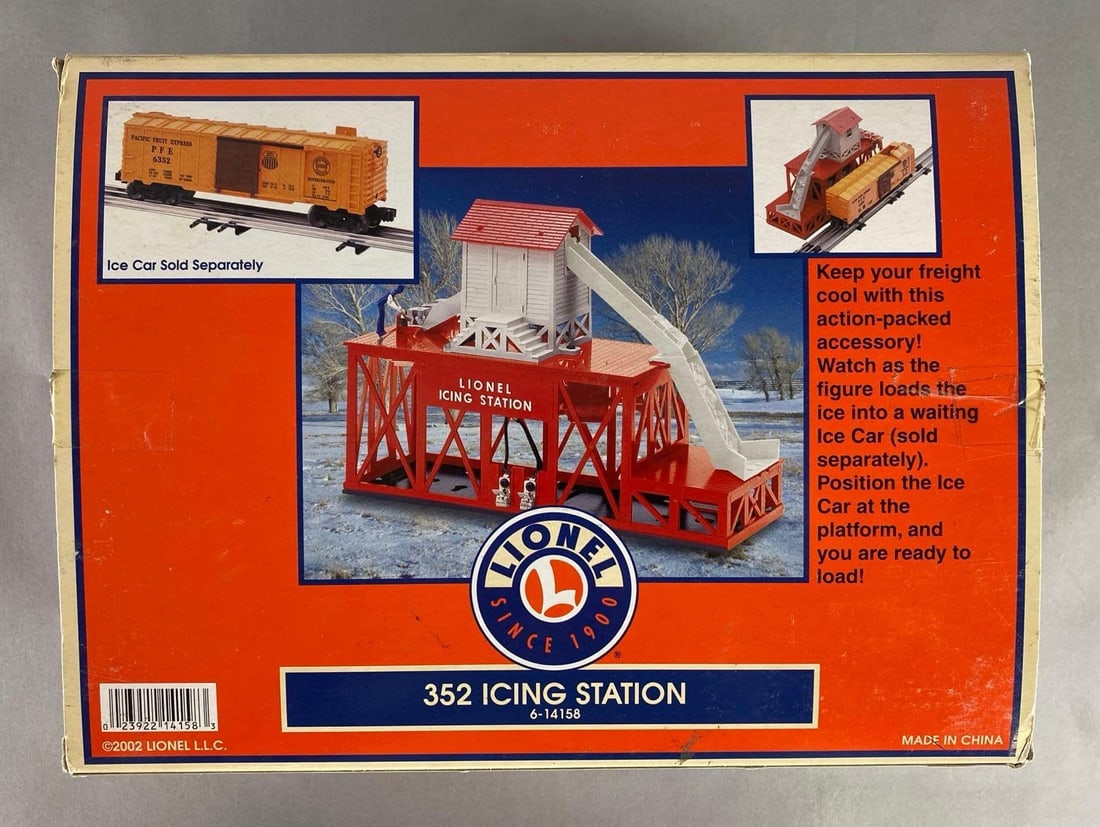 PACIFIC FRUIT EXPRESS
P F E
6352
Ice Car Sold Separately
LIONEL
ICING STATION
Keep your freight
cool with this
action-packed
accessory!
Watch as the
figure loads the
ice into a waiting
Ice Car (sold
separately).
Position the Ice
Car at the
platform, and
you are ready to
load!
LIONEL
L
SINCE 1900
®
352 ICING STATION
6-14158
0 23922 14158 3
©2002 LIONEL L.L.C.
MADE IN CHINA